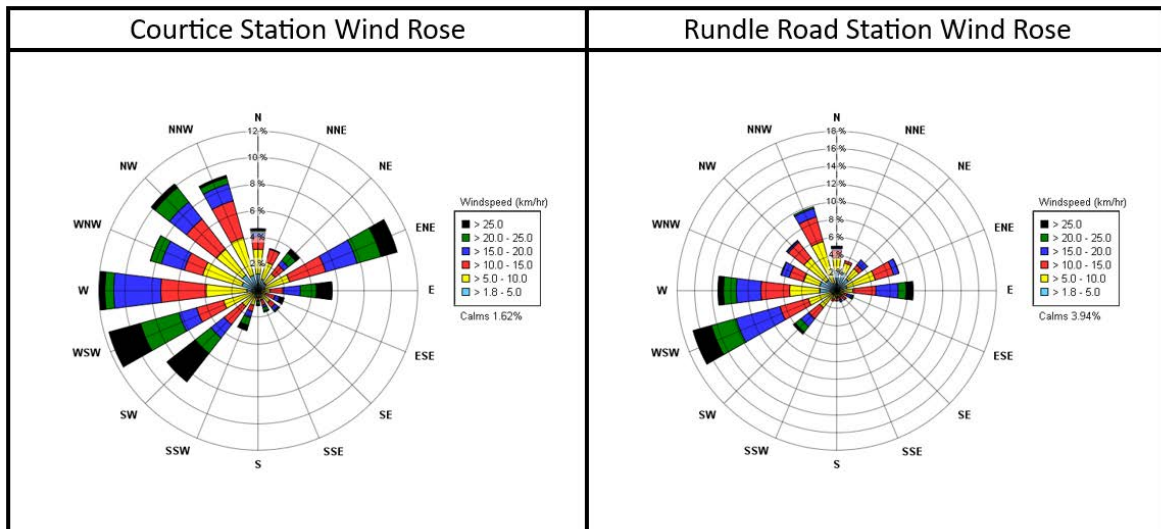 Courtice Station Wind Rose
Rundle Road Station Wind Rose
N
NNE
NE
ENE
E
ESE
SE
SSE
S
SSW
SW
WSW
W
WNW
NW
NNW
12 %
10 %
8 %
6 %
4 %
2 %
Windspeed (km/hr)
> 25.0
> 20.0 - 25.0
> 15.0 - 20.0
> 10.0 - 15.0
> 5.0 - 10.0
> 1.8 - 5.0
Calms 1.62%
N
NNE
NE
ENE
E
ESE
SE
SSE
S
SSW
SW
WSW
W
WNW
NW
NNW
18 %
16 %
14 %
12 %
10 %
8 %
6 %
4 %
Windspeed (km/hr)
> 25.0
> 20.0 - 25.0
> 15.0 - 20.0
> 10.0 - 15.0
> 5.0 - 10.0
> 1.8 - 5.0
Calms 3.94%